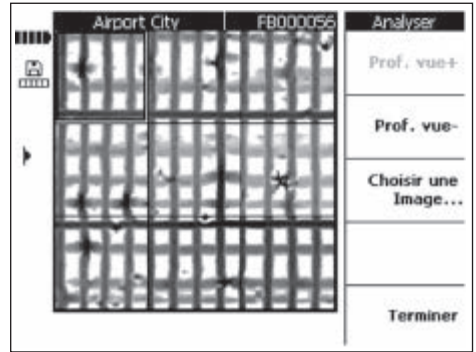 Airport City
FB000056
Analyser
Prof. vue+
Prof. vue-
Choisir une
Image...
Terminer